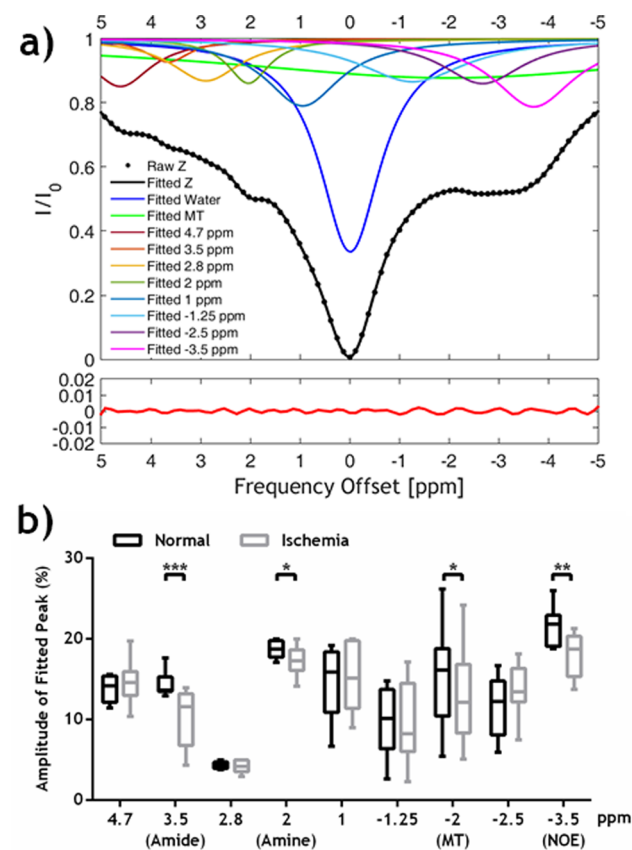 a)
5 4 3 2 1 0 -1 -2 -3 -4 -5
1
0.8
0.6
0.4
0.2
0
I/I0
Raw Z
Fitted Z
Fitted Water
Fitted MT
Fitted 4.7 ppm
Fitted 3.5 ppm
Fitted 2.8 ppm
Fitted 2 ppm
Fitted 1 ppm
Fitted -1.25 ppm
Fitted -2.5 ppm
Fitted -3.5 ppm
0.02
0.01
0
-0.01
-0.02
5 4 3 2 1 0 -1 -2 -3 -4 -5
Frequency Offset [ppm]
b)
Normal Ischemia
*** * * **
30
20
10
0
Amplitude of Fitted Peak (%)
4.7 3.5 2.8 2 1 -1.25 -2 -2.5 -3.5 ppm
(Amide) (Amine) (MT) (NOE)